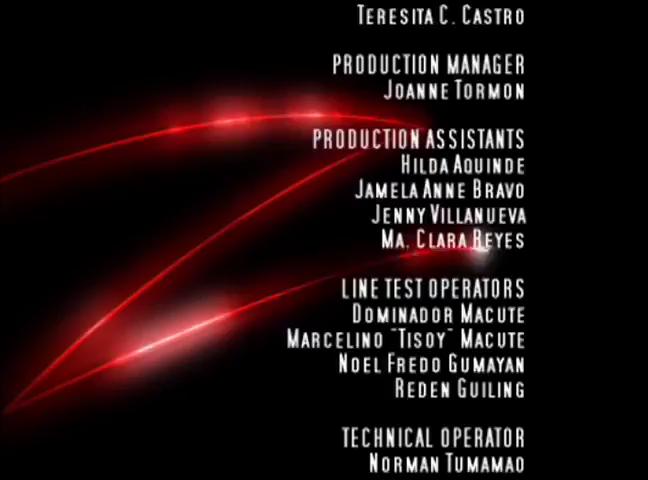 TERESITA C. CASTRO
PRODUCTION MANAGER
JOANNE TORMON
PRODUCTION ASSISTANTS
HILDA AQUINDE
JAMELA ANNE BRAVO
JENNY VILLANUEVA
MA. CLARA REYES
LINE TEST OPERATORS
DOMINADOR MACUTE
MARCELINO "TISOY" MACUTE
NOEL FREDO GUMAYAN
REDEN GUILING
TECHNICAL OPERATOR
NORMAN TUMAMAO